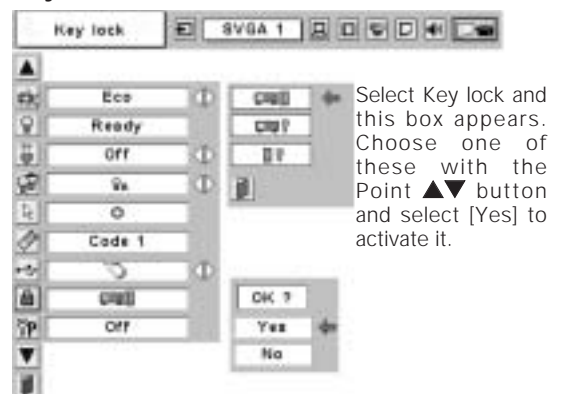 Key lock
SVGA 1
Eco
Ready
Off
Code 1
Off
OK ?
Yes
No
Select Key lock and
this box appears.
Choose one of
these with the
Point ▲▼ button
and select [Yes] to
activate it.